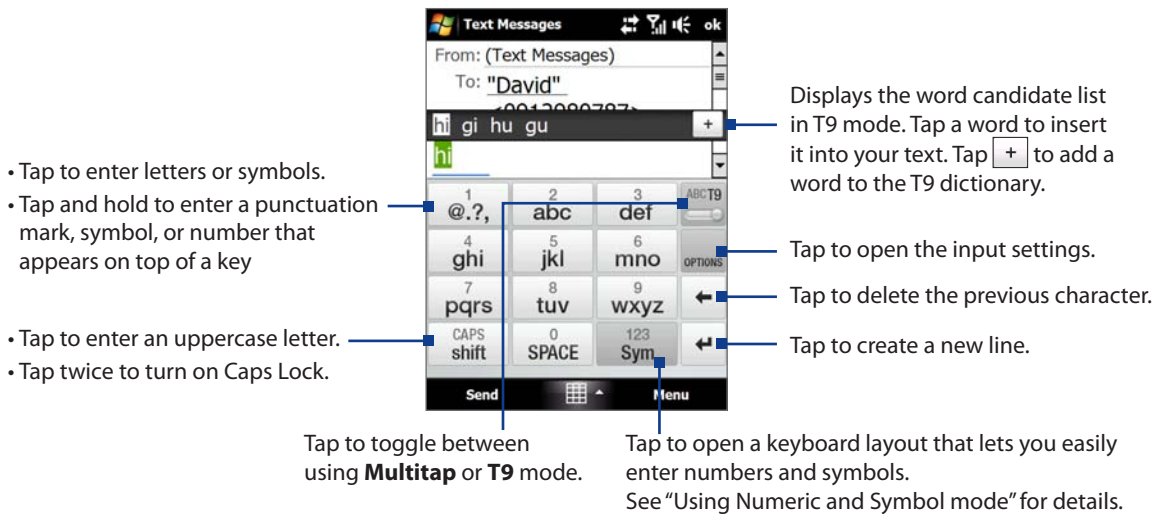 Text Messages ok
From: (Text Messages)
To: "David"
hi gi hu gu +
hi
1 2 3 ABC T9
@.?, abc def
4 5 6
ghi jkl mno OPTIONS
7 8 9
pqrs tuv wxyz
CAPS 0 123
shift SPACE Sym
Send Menu
• Tap to enter letters or symbols.
• Tap and hold to enter a punctuation
mark, symbol, or number that
appears on top of a key
• Tap to enter an uppercase letter.
• Tap twice to turn on Caps Lock.
Displays the word candidate list
in T9 mode. Tap a word to insert
it into your text. Tap + to add a
word to the T9 dictionary.
Tap to open the input settings.
Tap to delete the previous character.
Tap to create a new line.
Tap to toggle between
using Multitap or T9 mode.
Tap to open a keyboard layout that lets you easily
enter numbers and symbols.
See “Using Numeric and Symbol mode” for details.